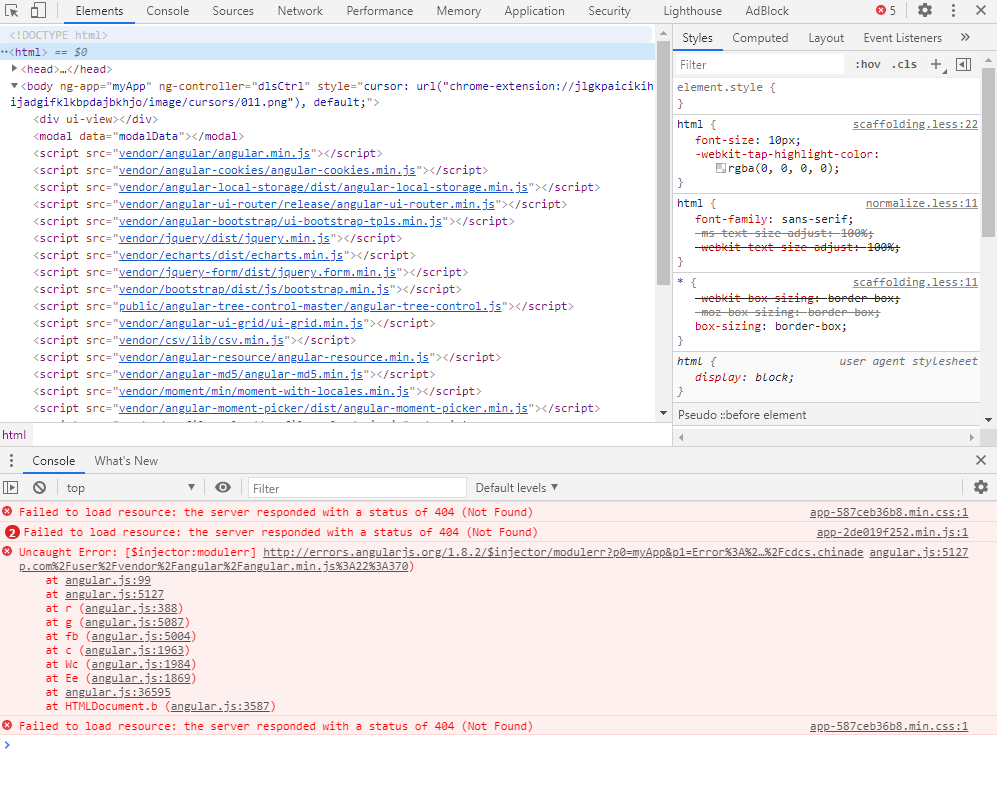 Elements Console Sources Network Performance Memory Application Security Lighthouse AdBlock 5
<!DOCTYPE html>
<html> == $0
<head>…</head>
<body ng-app="myApp" ng-controller="dlsCtrl" style="cursor: url("chrome-extension://jlgkpaicikih
ijadgifklkbpdajbkhjo/image/cursors/011.png"), default;">
<div ui-view></div>
<modal data="modalData"></modal>
<script src="vendor/angular/angular.min.js"></script>
<script src="vendor/angular-cookies/angular-cookies.min.js"></script>
<script src="vendor/angular-local-storage/dist/angular-local-storage.min.js"></script>
<script src="vendor/angular-ui-router/release/angular-ui-router.min.js"></script>
<script src="vendor/angular-bootstrap/ui-bootstrap-tpls.min.js"></script>
<script src="vendor/jquery/dist/jquery.min.js"></script>
<script src="vendor/echarts/dist/echarts.min.js"></script>
<script src="vendor/jquery-form/dist/jquery.form.min.js"></script>
<script src="vendor/bootstrap/dist/js/bootstrap.min.js"></script>
<script src="public/angular-tree-control-master/angular-tree-control.js"></script>
<script src="vendor/angular-ui-grid/ui-grid.min.js"></script>
<script src="vendor/csv/lib/csv.min.js"></script>
<script src="vendor/angular-resource/angular-resource.min.js"></script>
<script src="vendor/angular-md5/angular-md5.min.js"></script>
<script src="vendor/moment/min/moment-with-locales.min.js"></script>
<script src="vendor/angular-moment-picker/dist/angular-moment-picker.min.js"></script>
html
Styles Computed Layout Event Listeners »
Filter :hov .cls +
element.style {
}
html { scaffolding.less:22
font-size: 10px;
-webkit-tap-highlight-color:
rgba(0, 0, 0, 0);
}
html { normalize.less:11
font-family: sans-serif;
-ms-text-size-adjust: 100%;
-webkit-text-size-adjust: 100%;
}
* { scaffolding.less:11
-webkit-box-sizing: border-box;
-moz-box-sizing: border-box;
box-sizing: border-box;
}
html { user agent stylesheet
display: block;
}
Pseudo ::before element
Console What's New
top Filter Default levels
Failed to load resource: the server responded with a status of 404 (Not Found) app-587ceb36b8.min.css:1
2 Failed to load resource: the server responded with a status of 404 (Not Found) app-2de019f252.min.js:1
Uncaught Error: [$injector:modulerr] http://errors.angularjs.org/1.8.2/$injector/modulerr?p0=myApp&p1=Error%3A%2…%2Fcdcs.chinade angular.js:5127
p.com%2Fuser%2Fvendor%2Fangular%2Fangular.min.js%3A22%3A370)
at angular.js:99
at angular.js:5127
at r (angular.js:388)
at g (angular.js:5087)
at fb (angular.js:5004)
at c (angular.js:1963)
at Wc (angular.js:1984)
at Ee (angular.js:1869)
at angular.js:36595
at HTMLDocument.b (angular.js:3587)
Failed to load resource: the server responded with a status of 404 (Not Found) app-587ceb36b8.min.css:1